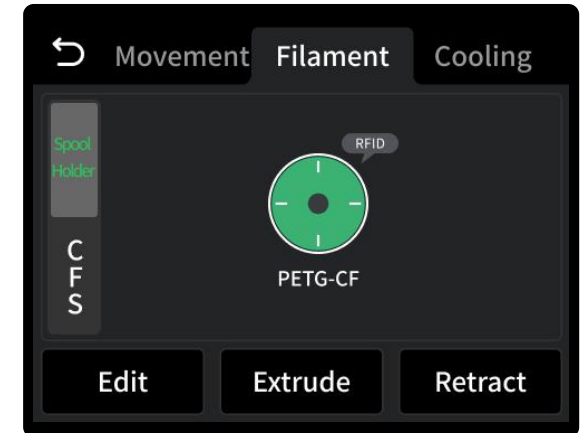 Movement Filament Cooling
Spool
Holder
RFID
C
F
S
PETG-CF
Edit Extrude Retract